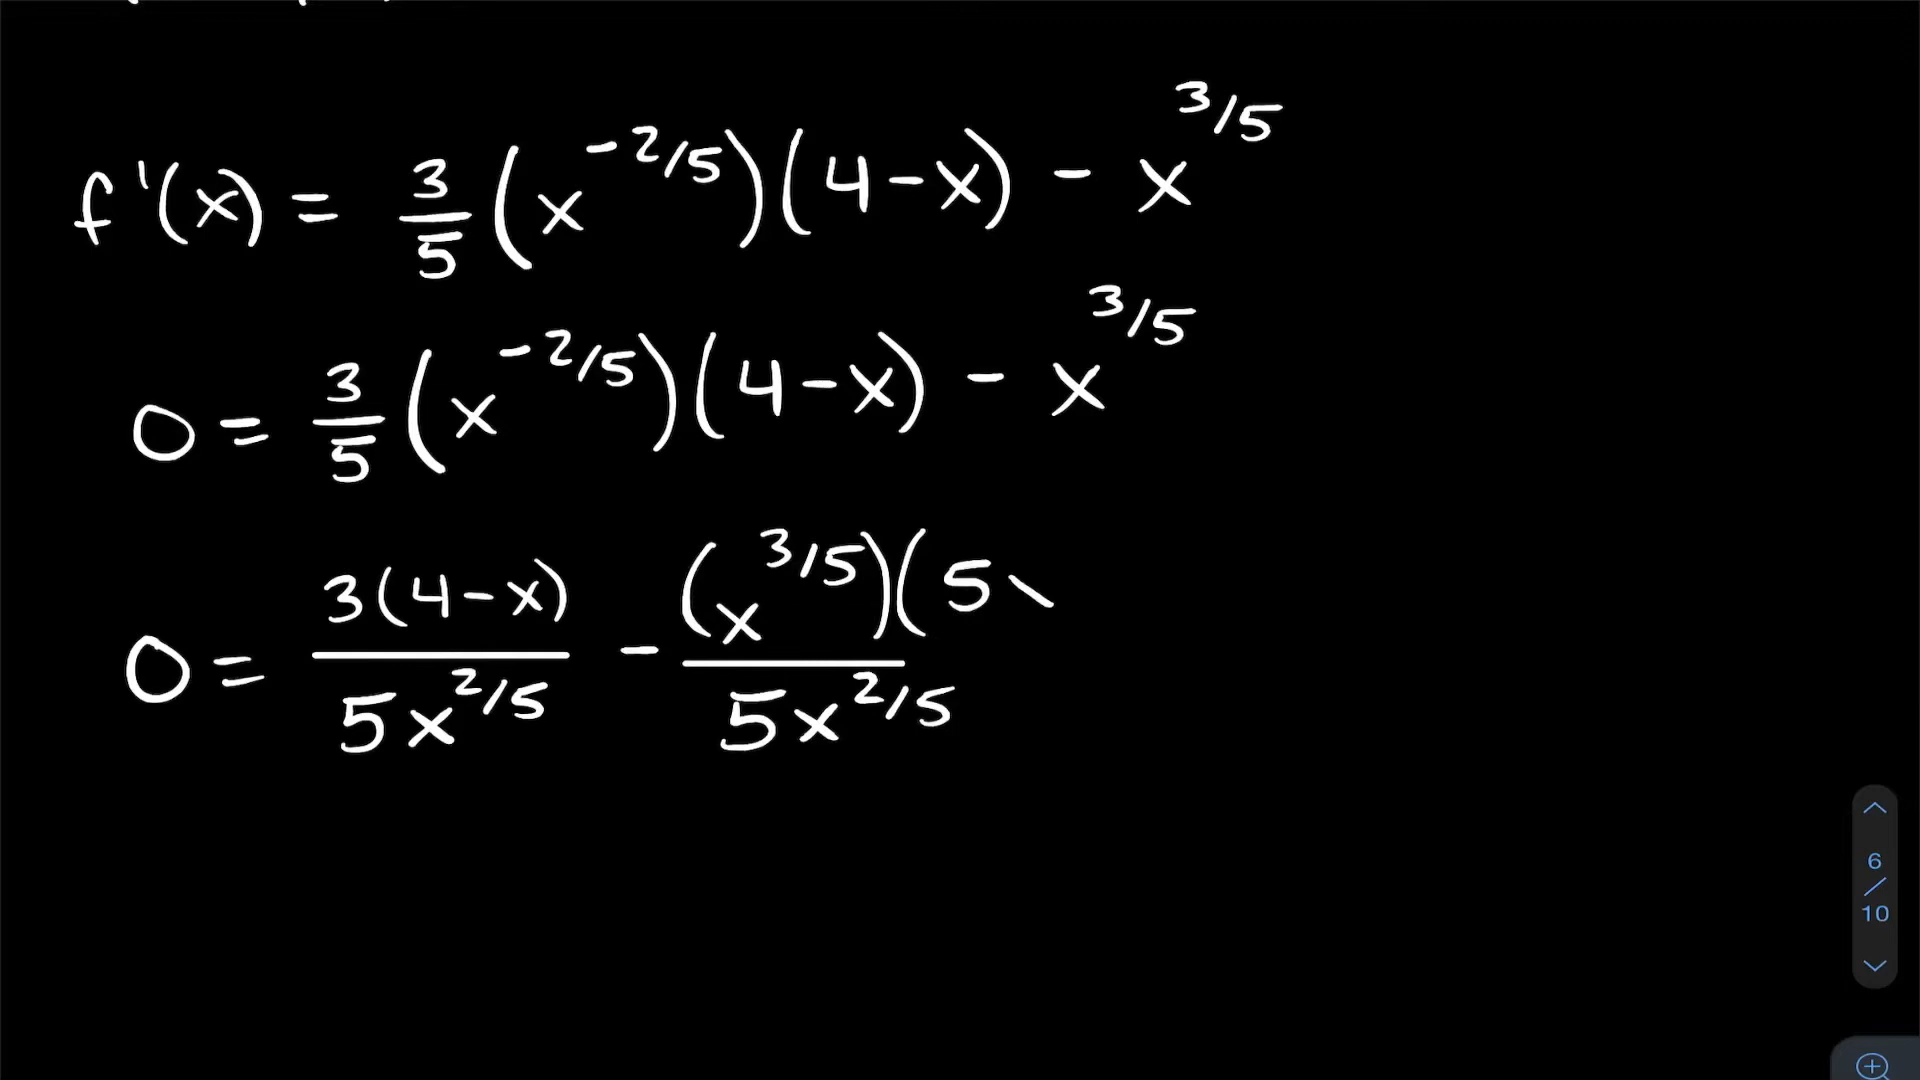 f'(x) = 3/5 (x^{-2/5})(4-x) - x^{3/5}
0 = 3/5 (x^{-2/5})(4-x) - x^{3/5}
0 = 3(4-x)/5x^{2/5} - (x^{3/5})(5/5x^{2/5}
6
/
10